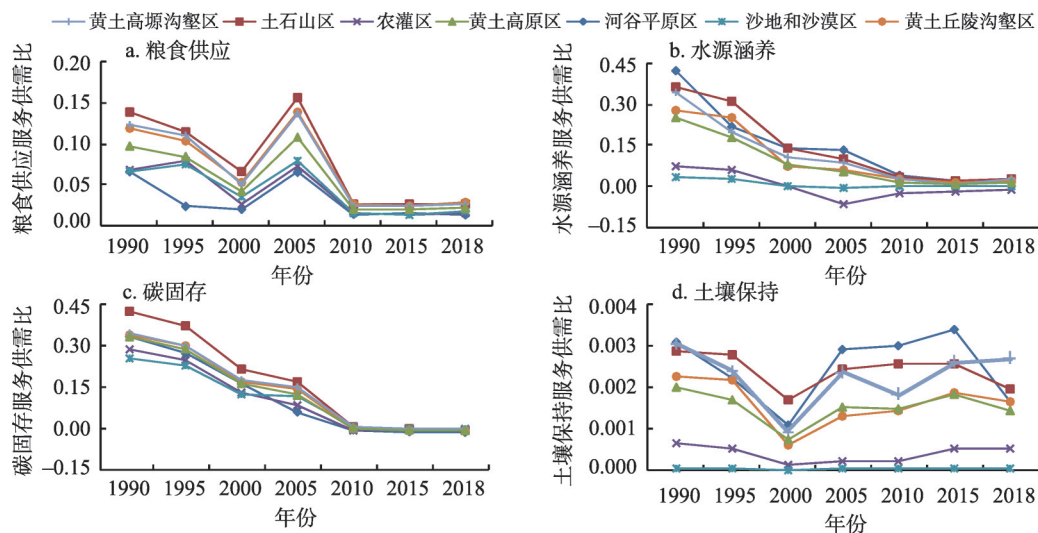 黄土高塬沟壑区 土石山区 农灌区 黄土高原区 河谷平原区 沙地和沙漠区 黄土丘陵沟壑区
a. 粮食供应
粮食供应服务供需比
0.20
0.15
0.10
0.05
0.00
1990 1995 2000 2005 2010 2015 2018
年份
b. 水源涵养
水源涵养服务供需比
0.45
0.30
0.15
0.00
–0.15
1990 1995 2000 2005 2010 2015 2018
年份
c. 碳固存
碳固存服务供需比
0.45
0.30
0.15
0.00
–0.15
1990 1995 2000 2005 2010 2015 2018
年份
d. 土壤保持
土壤保持服务供需比
0.004
0.003
0.002
0.001
0.000
1990 1995 2000 2005 2010 2015 2018
年份